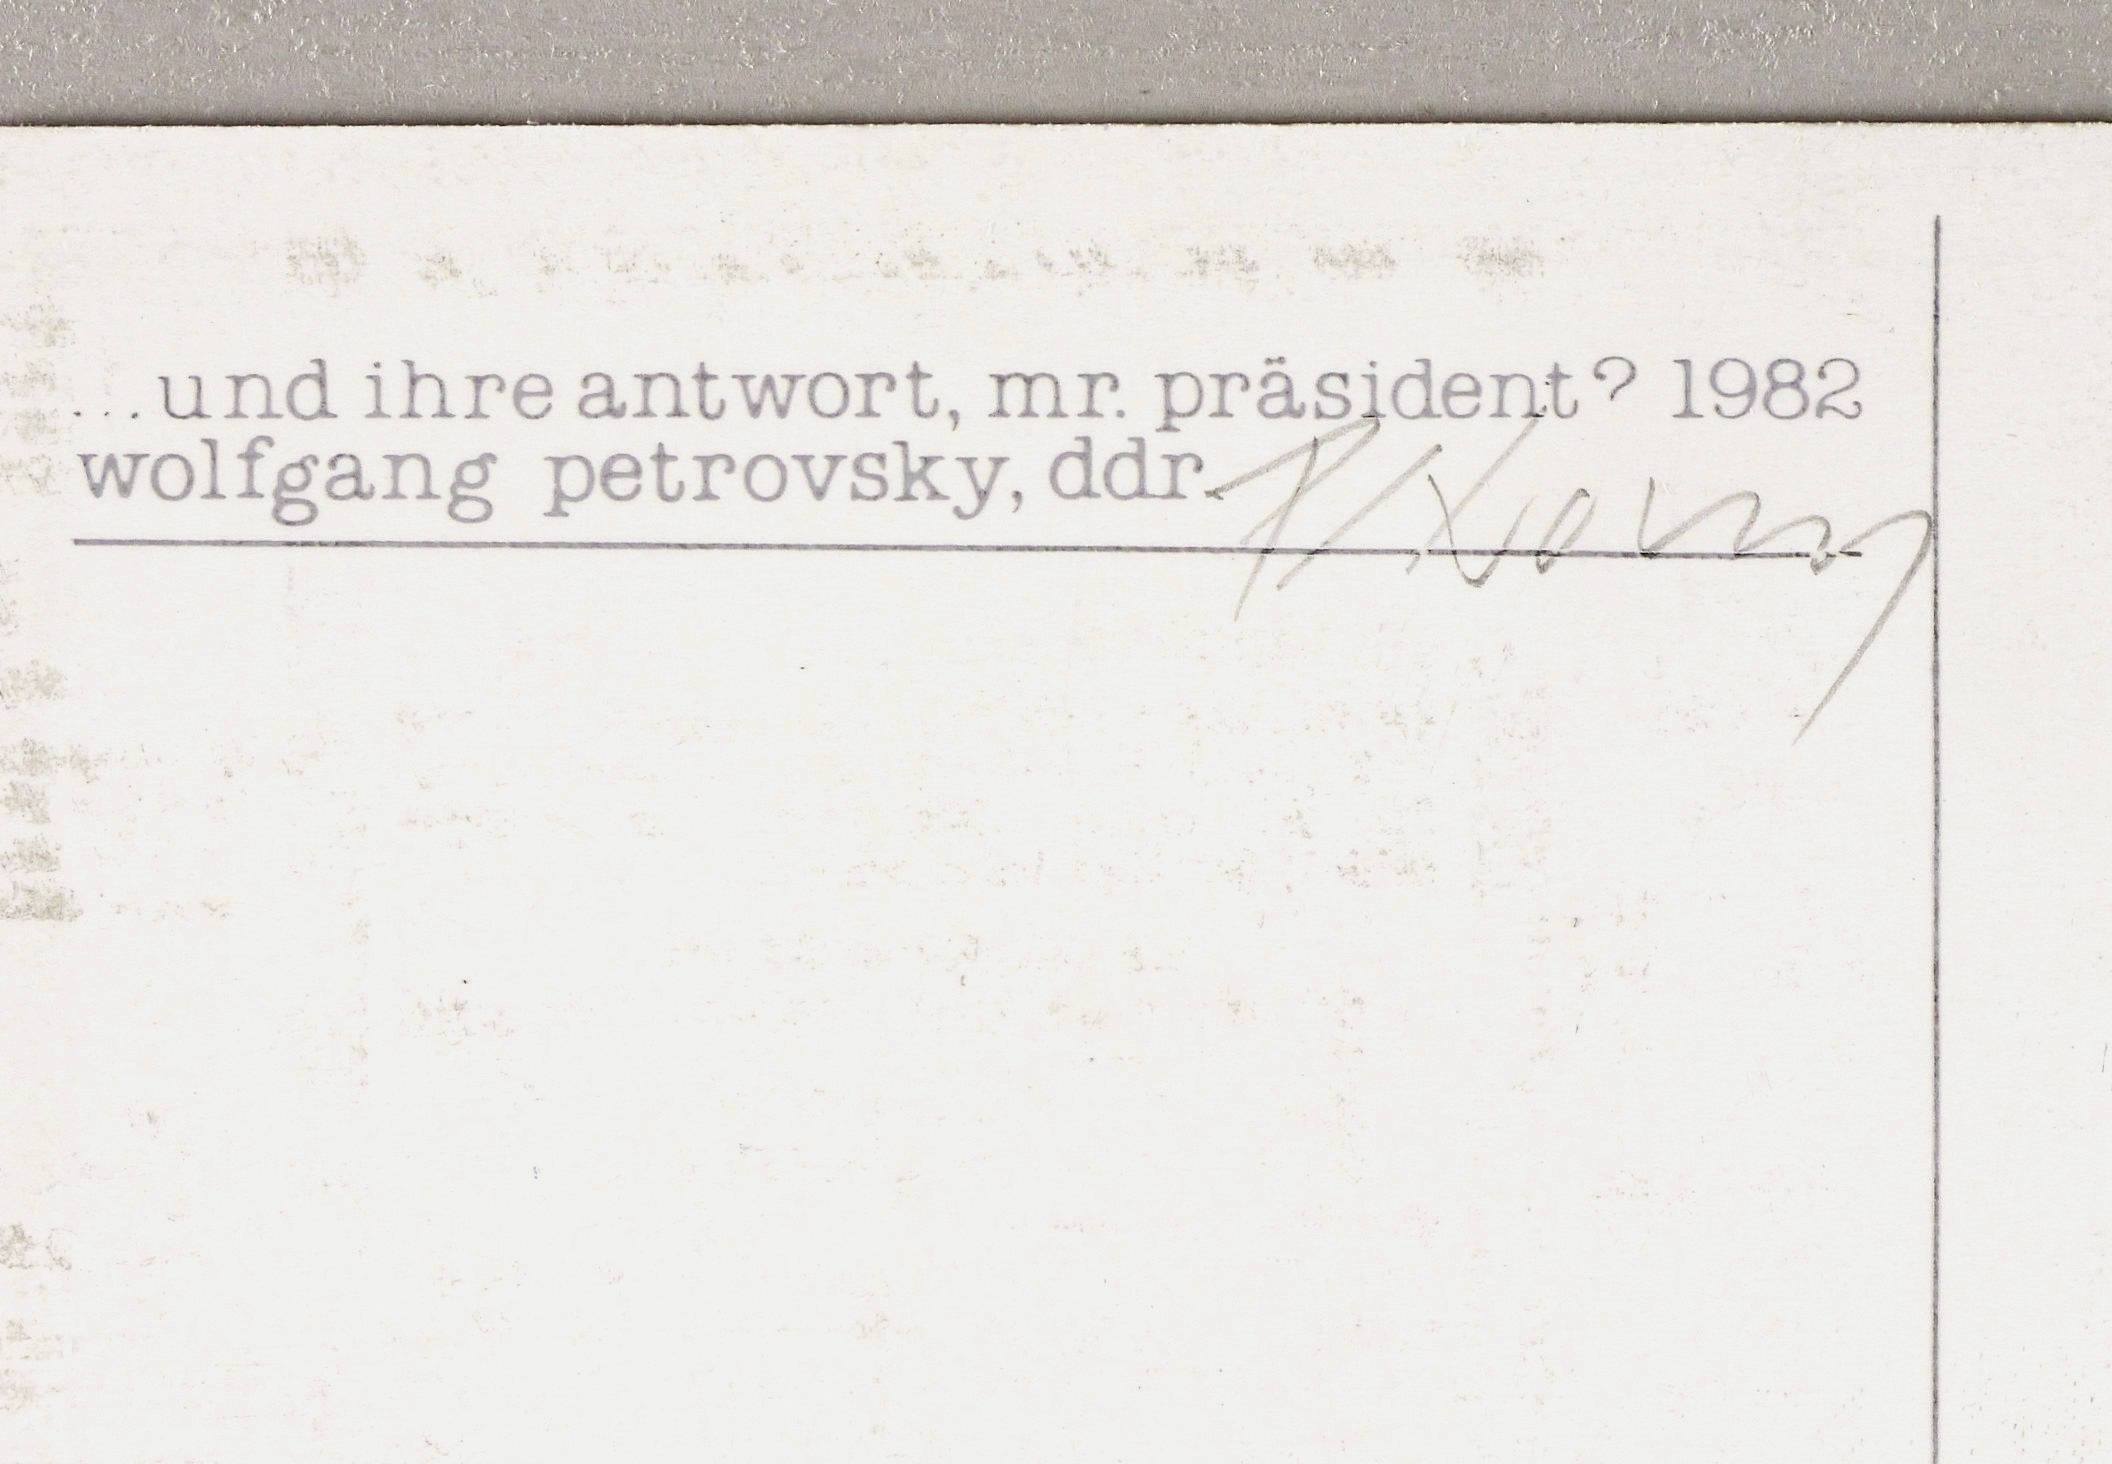 ...und ihre antwort, mr. präsident? 1982
wolfgang petrovsky, ddr